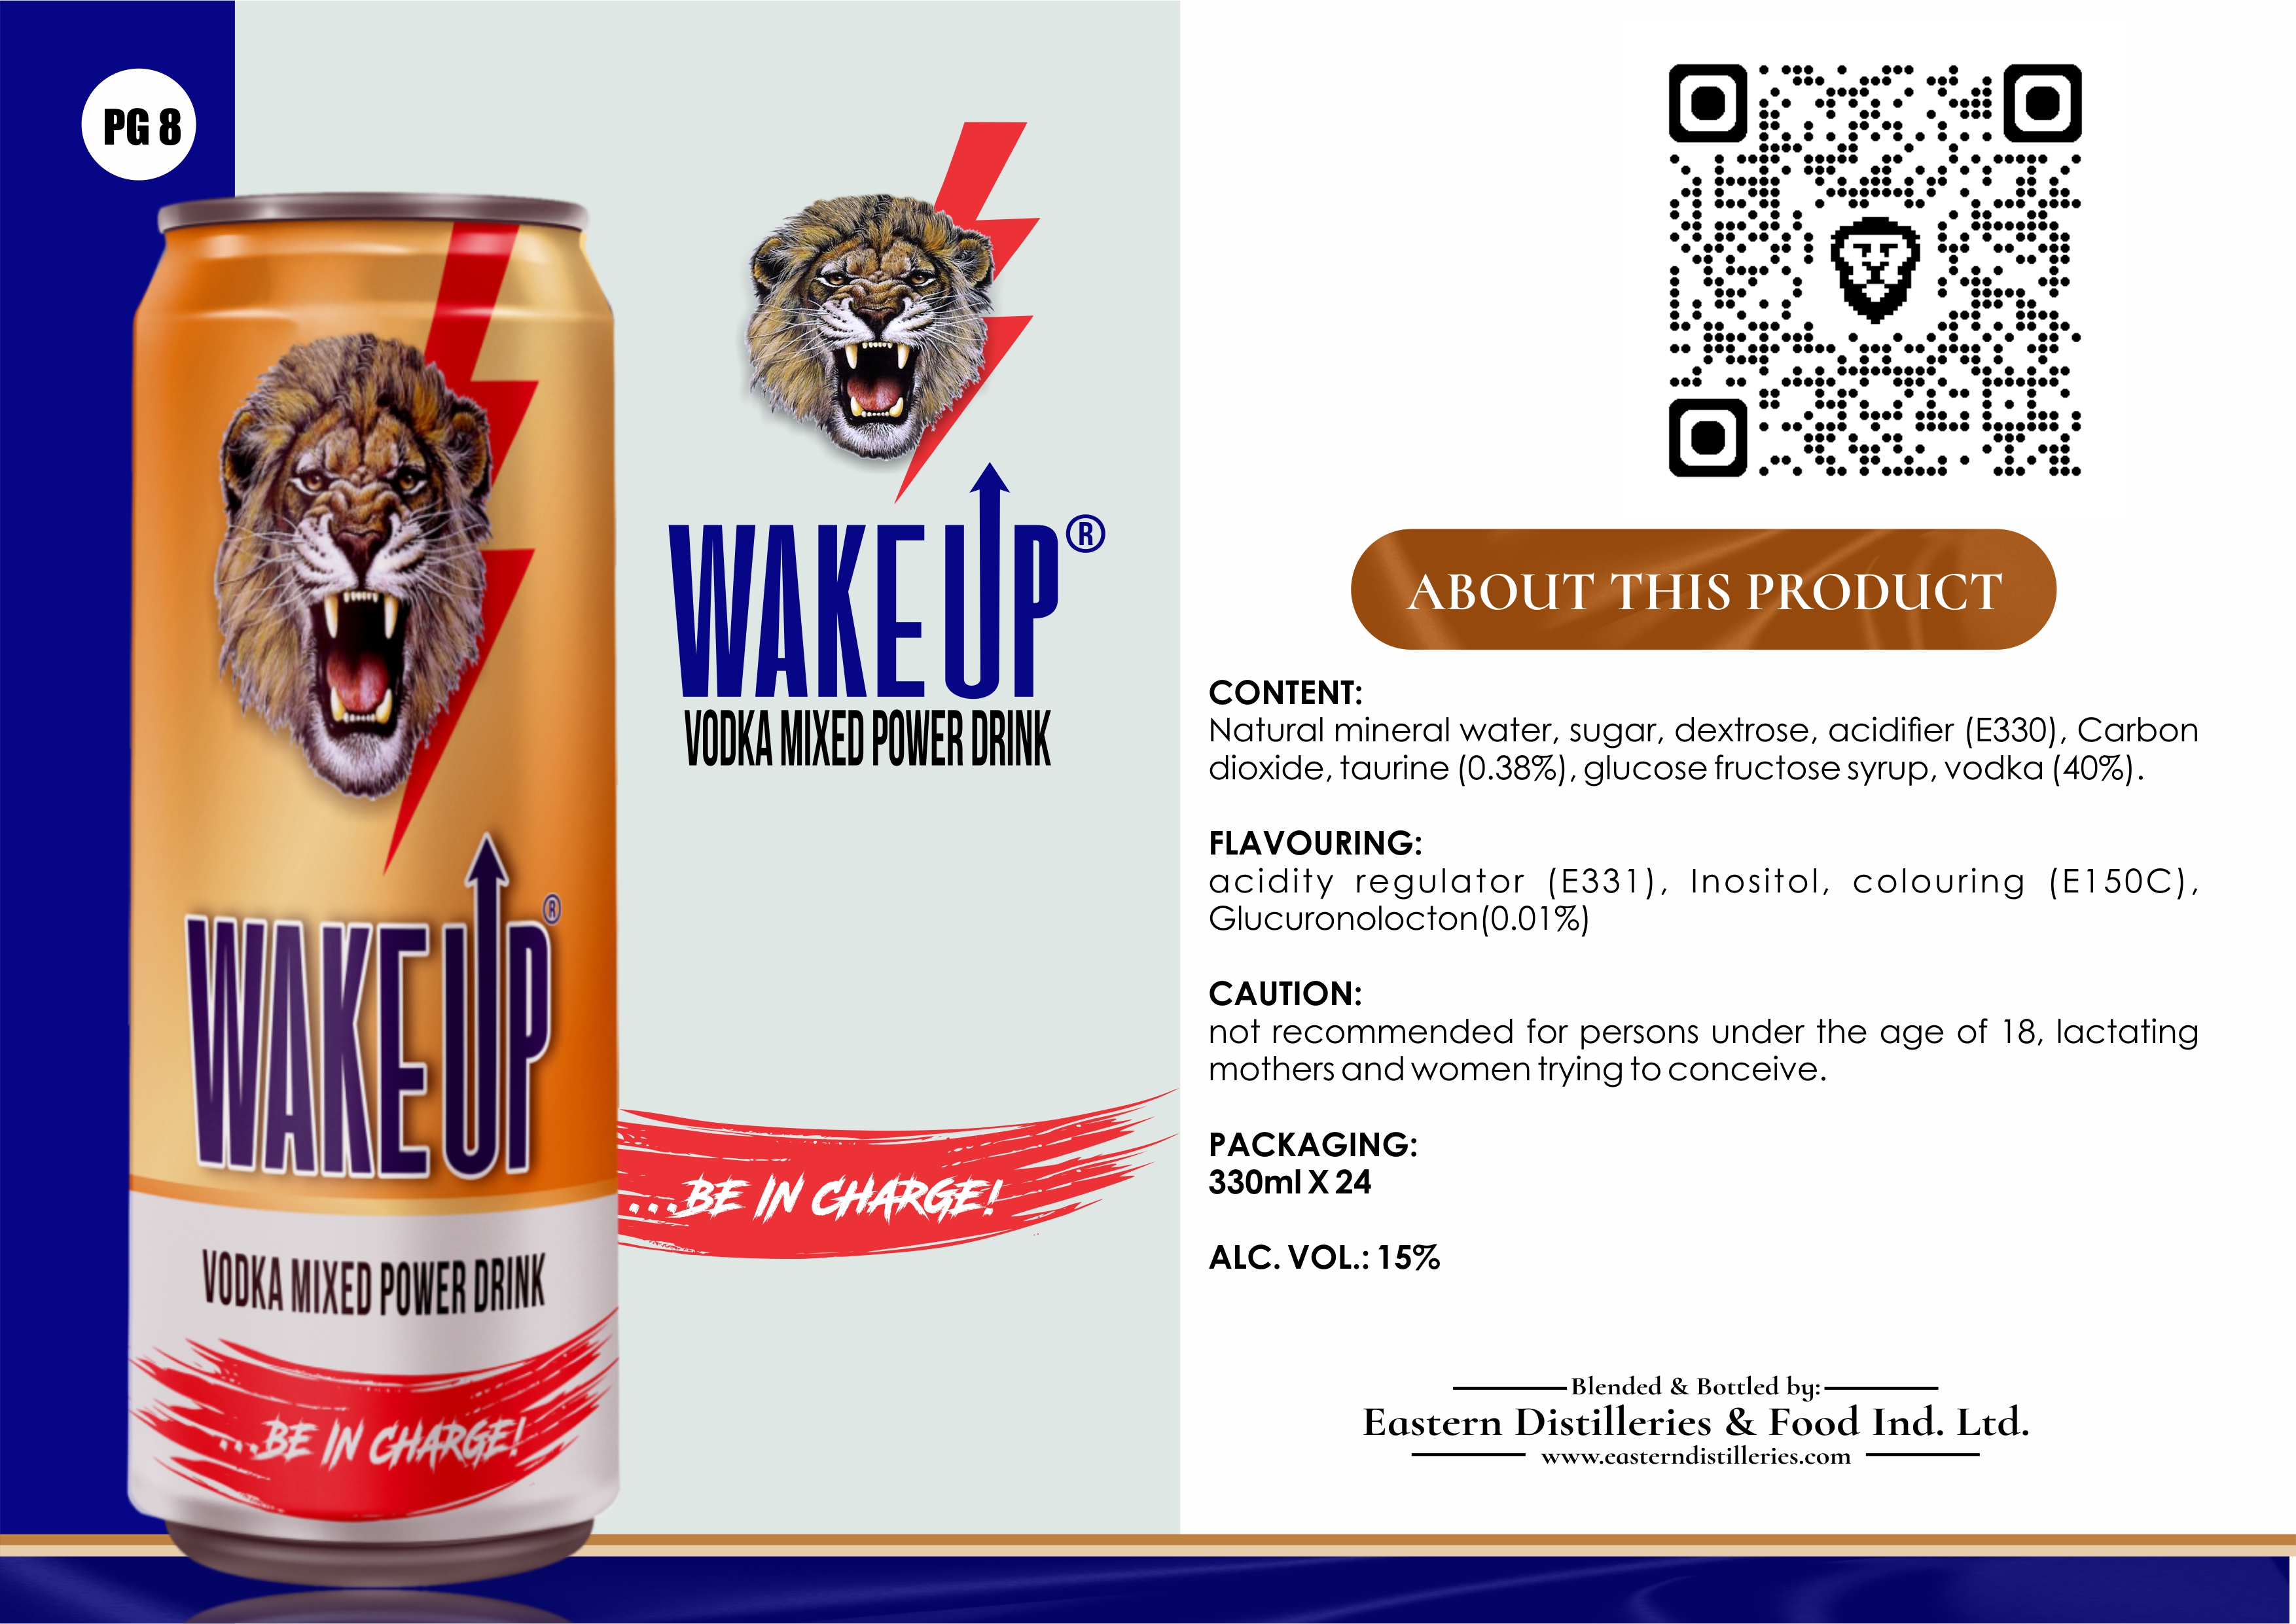 PG 8
WAKE UP®
VODKA MIXED POWER DRINK
...BE IN CHARGE!
WAKE UP®
VODKA MIXED POWER DRINK
...BE IN CHARGE!
ABOUT THIS PRODUCT
CONTENT:
Natural mineral water, sugar, dextrose, acidifier (E330), Carbon
dioxide, taurine (0.38%), glucose fructose syrup, vodka (40%).
FLAVOURING:
acidity regulator (E331), Inositol, colouring (E150C),
Glucuronolocton(0.01%)
CAUTION:
not recommended for persons under the age of 18, lactating
mothers and women trying to conceive.
PACKAGING:
330ml X 24
ALC. VOL.: 15%
Blended & Bottled by:
Eastern Distilleries & Food Ind. Ltd.
www.easterndistilleries.com